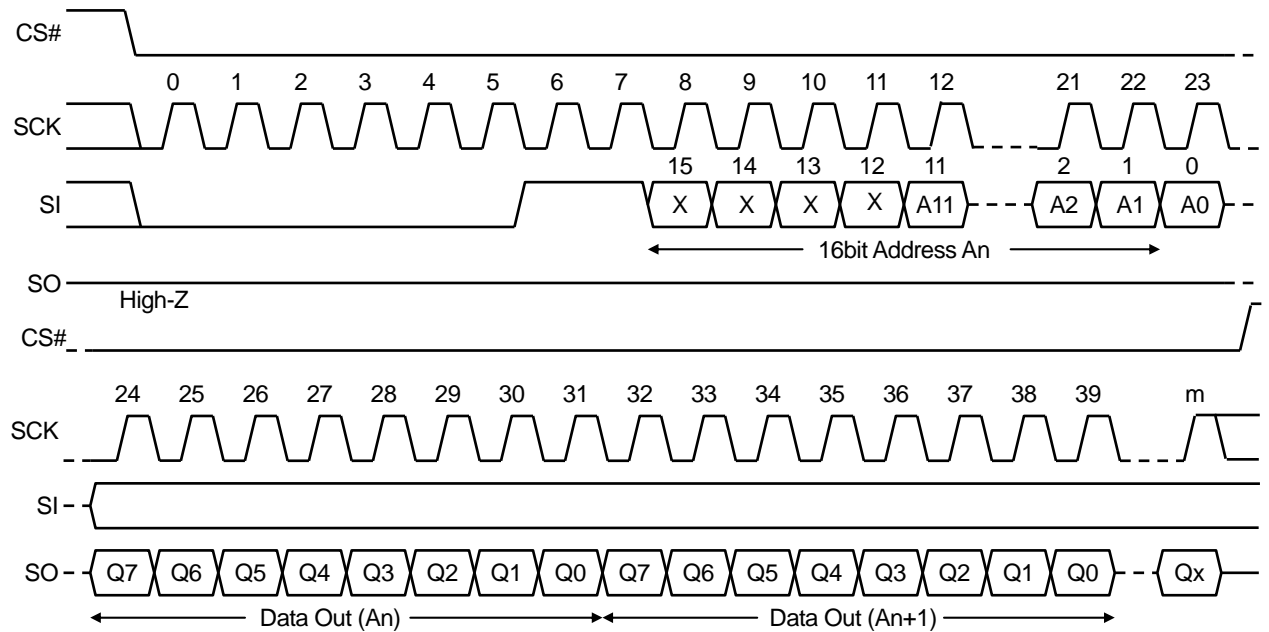 CS#
0 1 2 3 4 5 6 7 8 9 10 11 12 21 22 23
SCK
15 14 13 12 11 2 1 0
SI X X X X A11 A2 A1 A0
16bit Address An
SO
High-Z
CS#
24 25 26 27 28 29 30 31 32 33 34 35 36 37 38 39 m
SCK
SI
SO Q7 Q6 Q5 Q4 Q3 Q2 Q1 Q0 Q7 Q6 Q5 Q4 Q3 Q2 Q1 Q0 Qx
Data Out (An) Data Out (An+1)